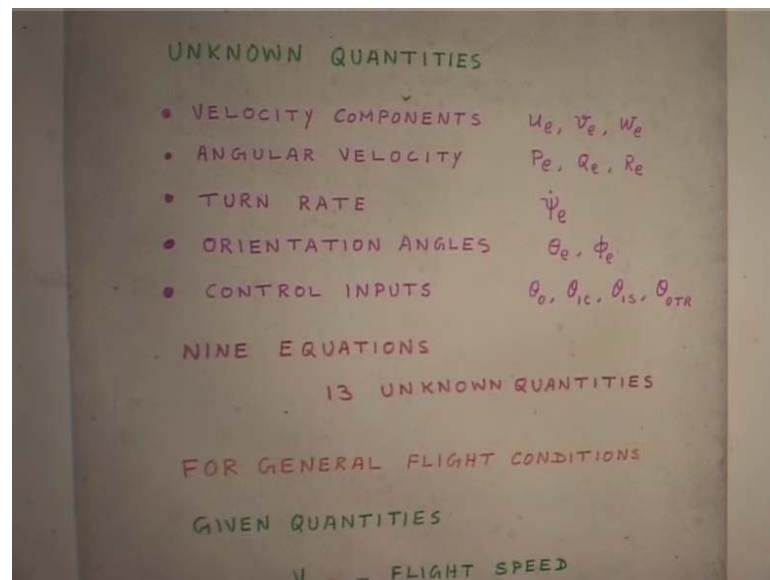 UNKNOWN QUANTITIES
• VELOCITY COMPONENTS uₑ, vₑ, wₑ
• ANGULAR VELOCITY Pₑ, Qₑ, Rₑ
• TURN RATE ψ̇ₑ
• ORIENTATION ANGLES θₑ, ϕₑ
• CONTROL INPUTS θ₀, θ₁C, θ₁S, θ₀TR
NINE EQUATIONS
13 UNKNOWN QUANTITIES
FOR GENERAL FLIGHT CONDITIONS
GIVEN QUANTITIES
V – FLIGHT SPEED